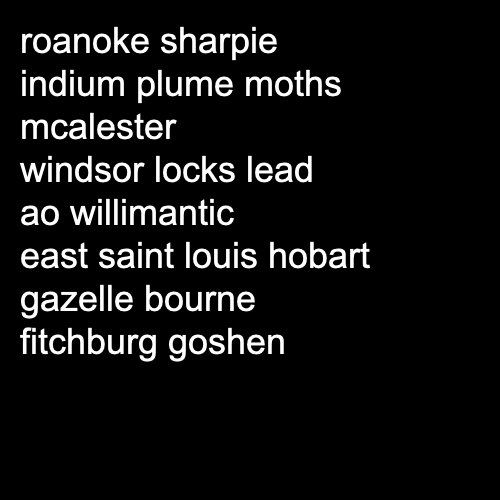 roanoke sharpie
indium plume moths
mcalester
windsor locks lead
ao willimantic
east saint louis hobart
gazelle bourne
fitchburg goshen